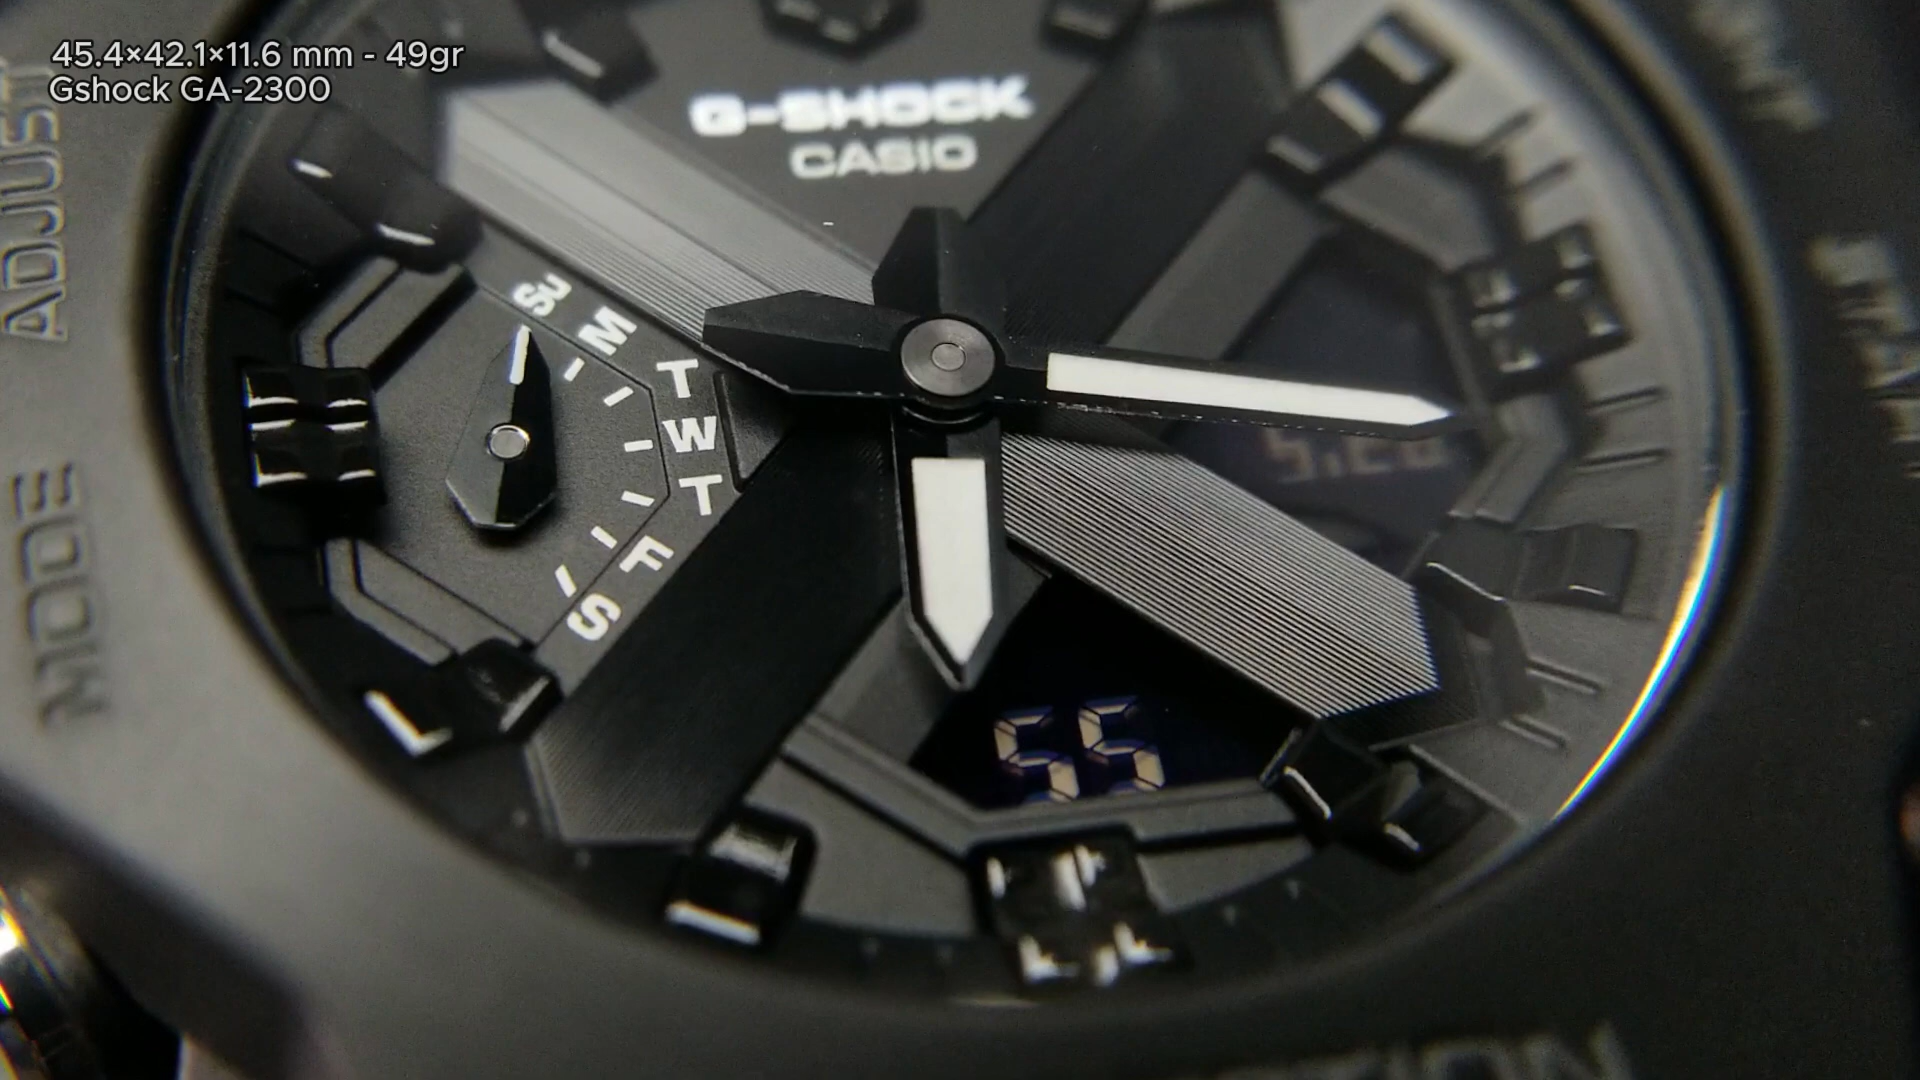 45.4×42.1×11.6 mm - 49gr
Gshock GA-2300
ADJUST
G-SHOCK
CASIO
SU
M
T
W
T
F
S
MODE
55